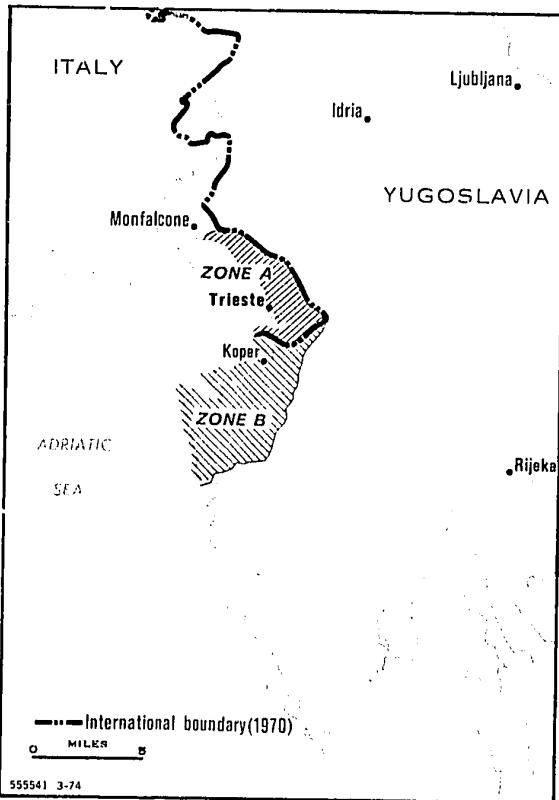 ITALY
Ljubljana
Idria
YUGOSLAVIA
Monfalcone
ZONE A
Trieste
Koper
ZONE B
ADRIATIC
SEA
Rijeka
International boundary(1970)
0 MILES 5
555541 3-74